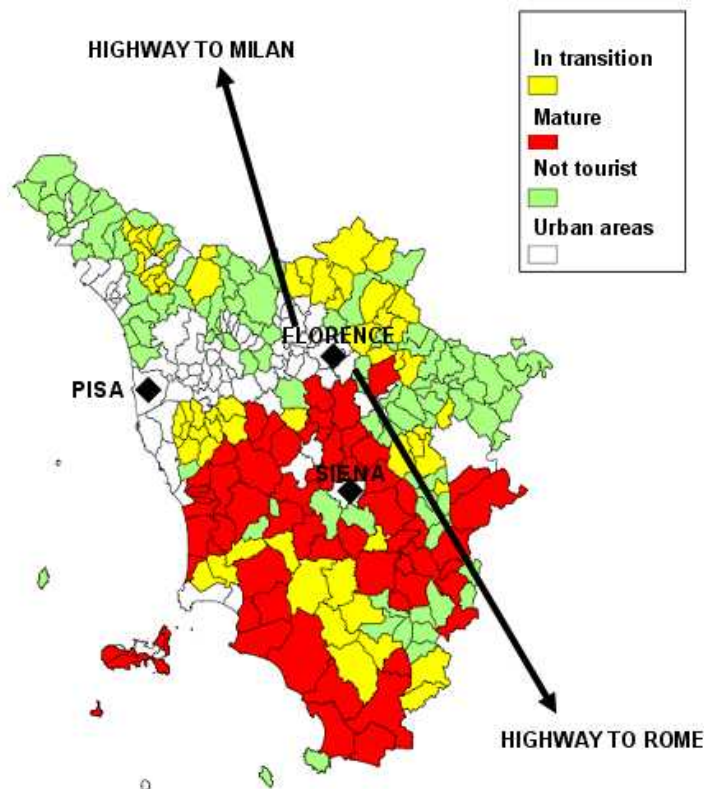 HIGHWAY TO MILAN
In transition
Mature
Not tourist
Urban areas
FLORENCE
PISA
SIENA
HIGHWAY TO ROME